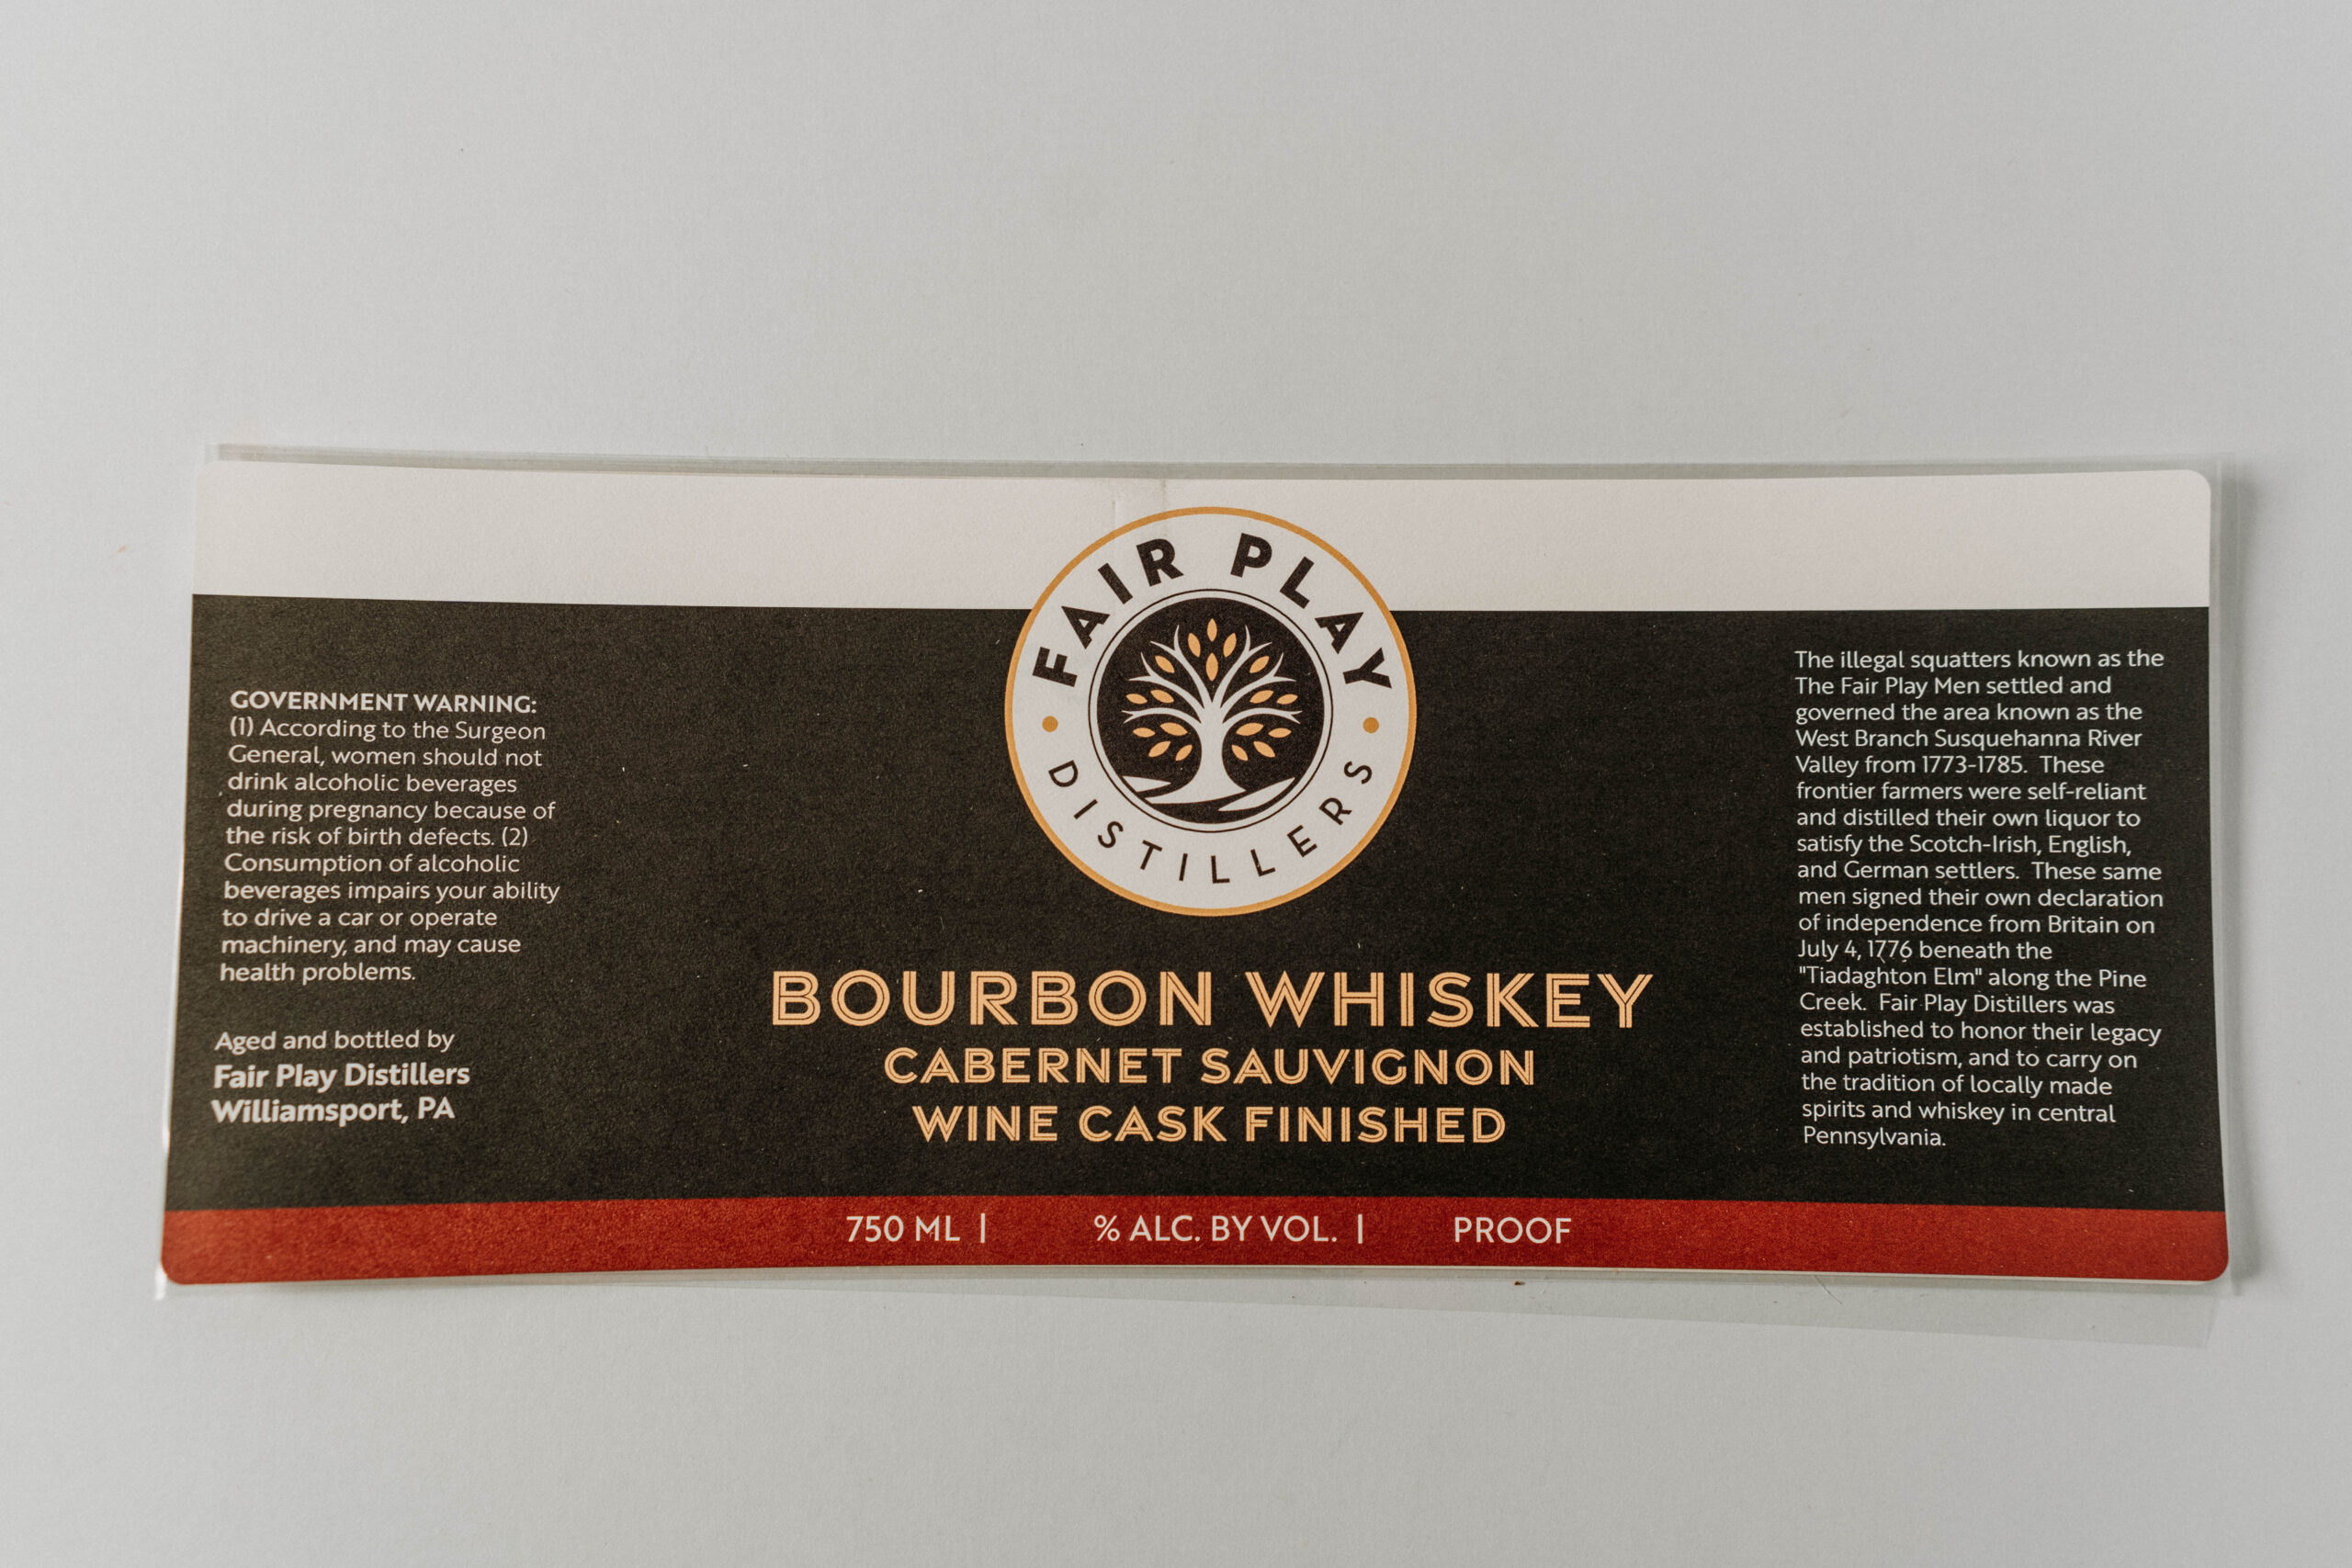 FAIR PLAY
DISTILLERS
GOVERNMENT WARNING:
(1) According to the Surgeon
General, women should not
drink alcoholic beverages
during pregnancy because of
the risk of birth defects. (2)
Consumption of alcoholic
beverages impairs your ability
to drive a car or operate
machinery, and may cause
health problems.
Aged and bottled by
Fair Play Distillers
Williamsport, PA
BOURBON WHISKEY
CABERNET SAUVIGNON
WINE CASK FINISHED
750 ML | % ALC. BY VOL. | PROOF
The illegal squatters known as the
The Fair Play Men settled and
governed the area known as the
West Branch Susquehanna River
Valley from 1773-1785. These
frontier farmers were self-reliant
and distilled their own liquor to
satisfy the Scotch-Irish, English,
and German settlers. These same
men signed their own declaration
of independence from Britain on
July 4, 1776 beneath the
"Tiadaghton Elm" along the Pine
Creek. Fair Play Distillers was
established to honor their legacy
and patriotism, and to carry on
the tradition of locally made
spirits and whiskey in central
Pennsylvania.